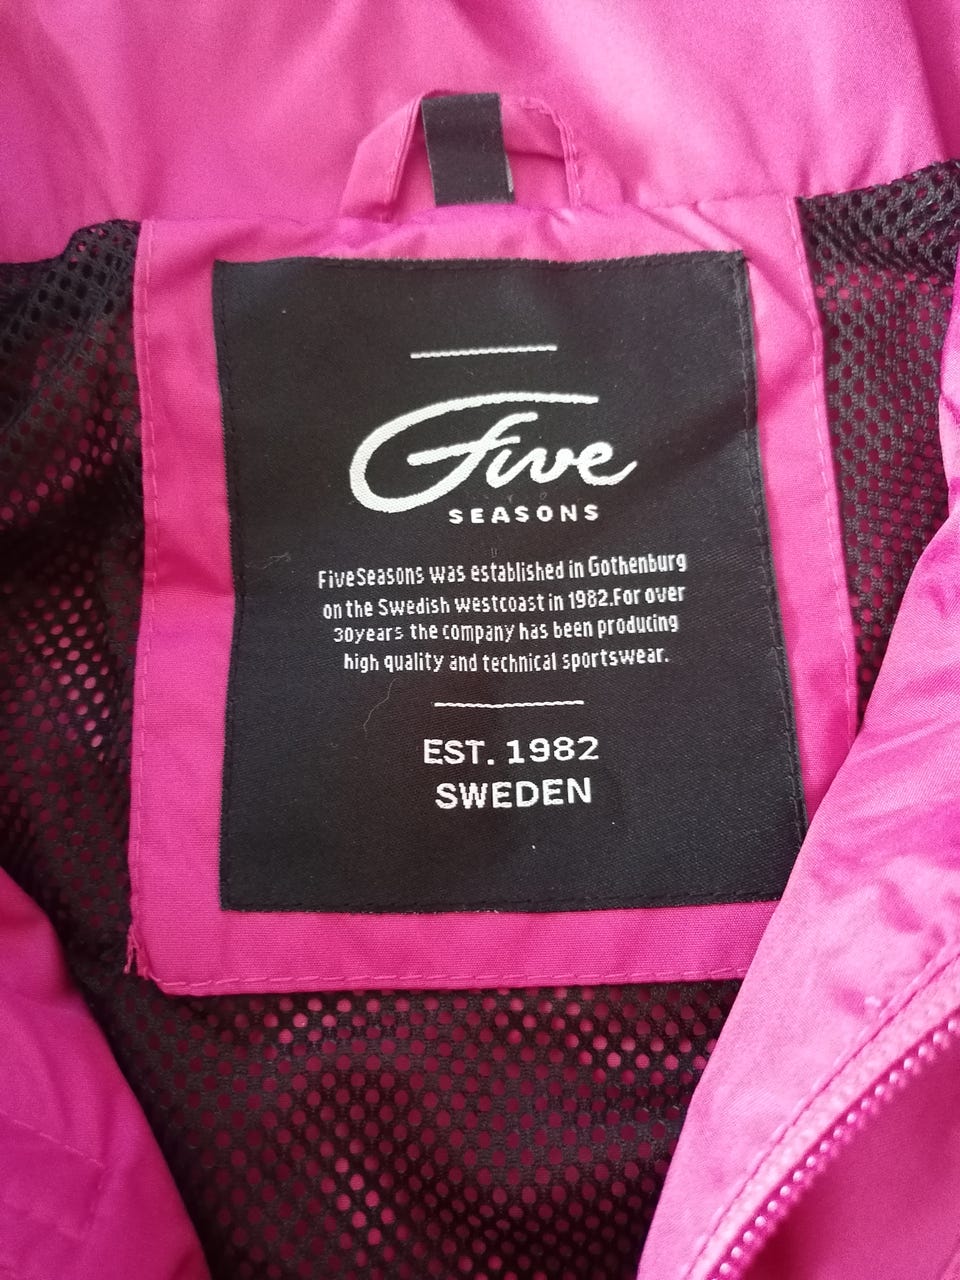 Five
SEASONS
FiveSeasons was established in Gothenburg
on the Swedish westcoast in 1982.For over
30years the company has been producing
high quality and technical sportswear.
EST. 1982
SWEDEN